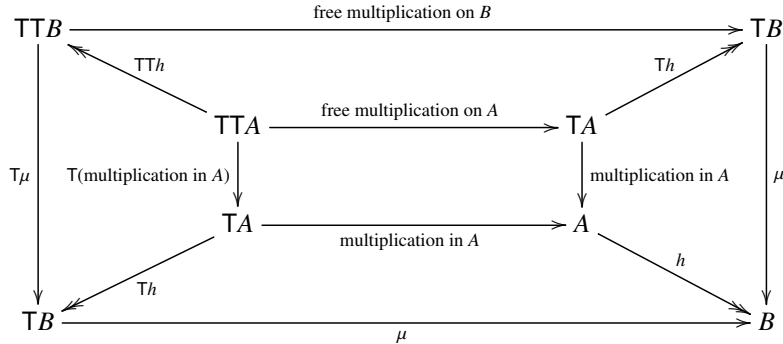 free multiplication on B
TTB TB
TTh Th
free multiplication on A
TTA TA
Tμ T(multiplication in A) multiplication in A μ
TA A
multiplication in A
Th h
TB B
μ